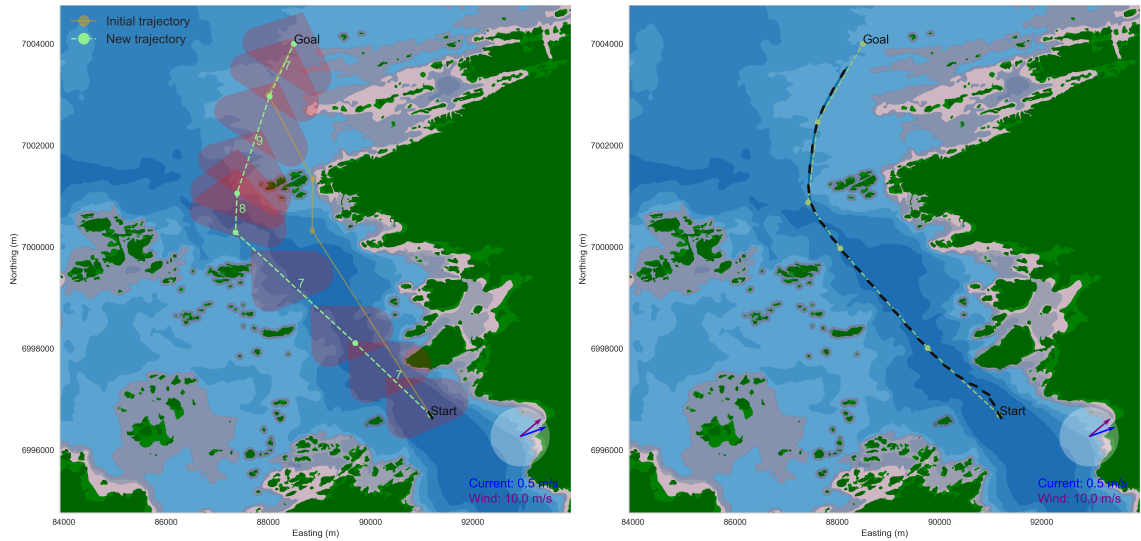 Initial trajectory
New trajectory
Goal
7
9
8
7
7
Start
Current: 0.5 m/s
Wind: 10.0 m/s
7004000
7002000
7000000
6998000
6996000
Northing (m)
84000
86000
88000
90000
92000
Easting (m)
Goal
Start
Current: 0.5 m/s
Wind: 10.0 m/s
7004000
7002000
7000000
6998000
6996000
Northing (m)
84000
86000
88000
90000
92000
Easting (m)